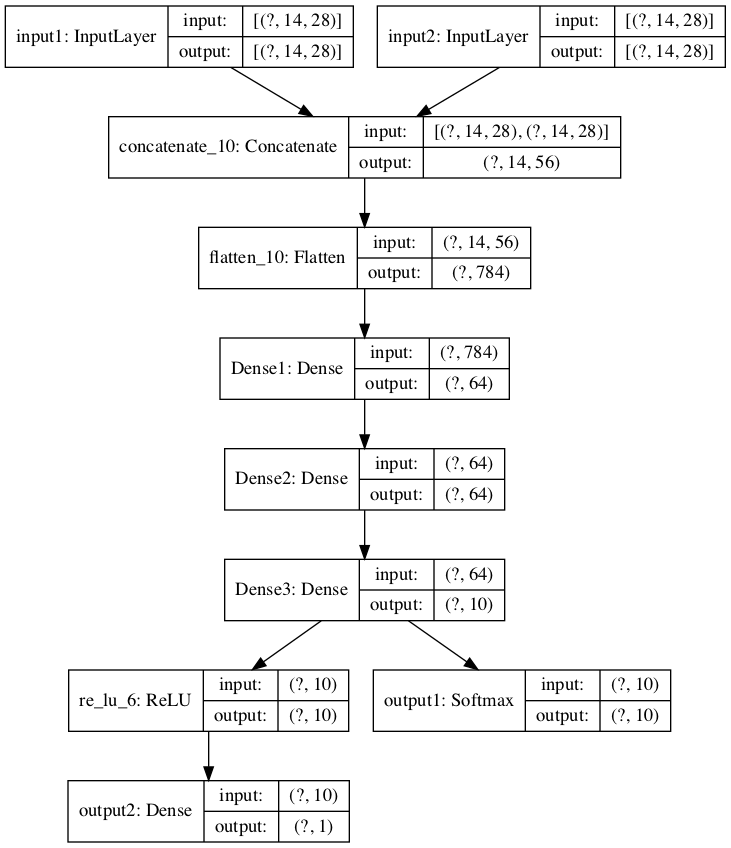 input1: InputLayer
input: [(?, 14, 28)]
output: [(?, 14, 28)]
input2: InputLayer
input: [(?, 14, 28)]
output: [(?, 14, 28)]
concatenate_10: Concatenate
input: [(?, 14, 28), (?, 14, 28)]
output: (?, 14, 56)
flatten_10: Flatten
input: (?, 14, 56)
output: (?, 784)
Dense1: Dense
input: (?, 784)
output: (?, 64)
Dense2: Dense
input: (?, 64)
output: (?, 64)
Dense3: Dense
input: (?, 64)
output: (?, 10)
re_lu_6: ReLU
input: (?, 10)
output: (?, 10)
output1: Softmax
input: (?, 10)
output: (?, 10)
output2: Dense
input: (?, 10)
output: (?, 1)